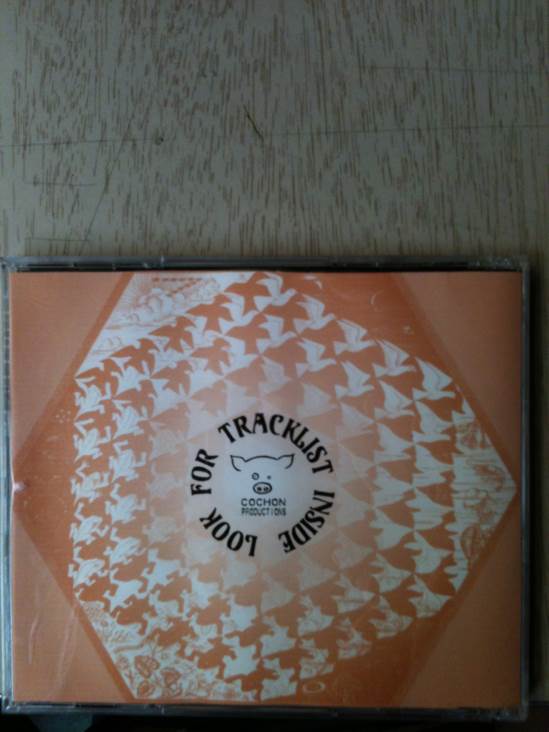 LOOK FOR TRACKLIST INSIDE
COCHON
PRODUCTIONS